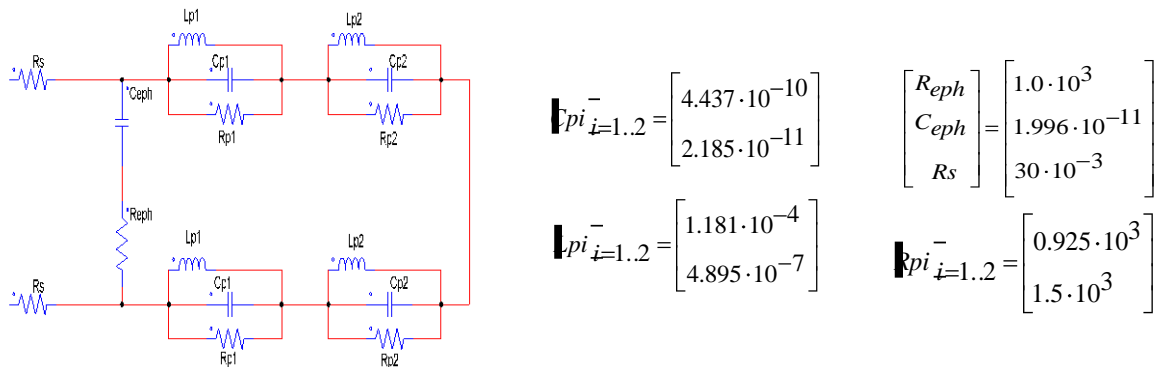 Lp1
Lp2
Rs
Cp1
Cp2
Ceph
Rp1
Rp2
Reph
Lp1
Lp2
Rs
Cp1
Cp2
Rp1
Rp2
Cpi i=1..2 = [4.437·10^−10
2.185·10^−11]
Lpi i=1..2 = [1.181·10^−4
4.895·10^−7]
[R_eph
C_eph
Rs] = [1.0·10^3
1.996·10^−11
30·10^−3]
Rpi i=1..2 = [0.925·10^3
1.5·10^3]